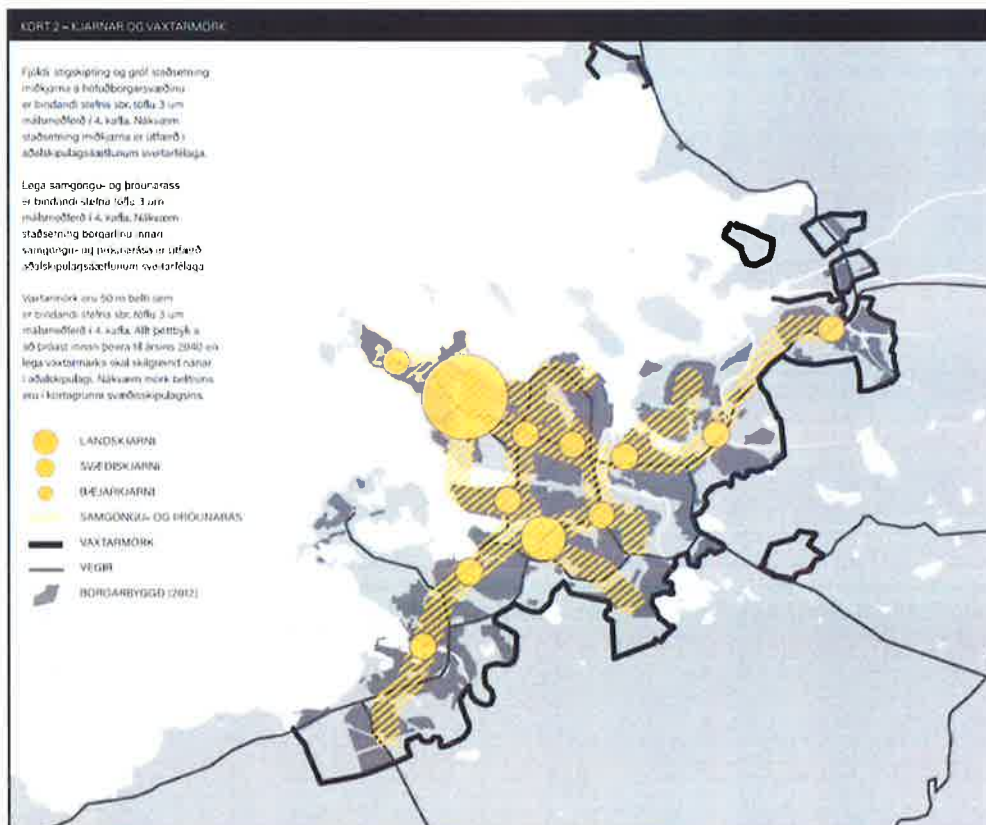 KORT 2 – KJARNAR OG VAXTARMÖRK
Fjöldi stigskipting og gróf staðsetning
miðkjarna á höfuðborgarsvæðinu
er bindandi stefna sbr. töflu 3 um
málsmeðferð í 4. kafla. Nákvæm
staðsetning miðkjarna er útfærð í
aðalskipulagsáætlunum sveitarfélaga.
Lega samgöngu- og þróunaráss
er bindandi stefna töflu 3 um
málsmeðferð í 4. kafla. Nákvæm
staðsetning borgarlínu innan
samgöngu- og þróunaráss er útfærð
aðalskipulagsáætlunum sveitarfélaga
Vaxtarmörk eru 50 m belti sem
er bindandi stefna sbr. töflu 3 um
málsmeðferð í 4. kafla. Allt þéttbýli á
að þróast innan þeirra til ársins 2040 en
lega vaxtarmarka skal skilgreind nánar
í aðalskipulagi. Nákvæm mörk beltisins
eru í kortagrunni svæðisskipulagsins.
LANDSKJARNI
SVÆÐISKJARNI
BÆJARKJARNI
SAMGÖNGU- OG ÞRÓUNARÁS
VAXTARMÖRK
VEGIR
BORGARBYGGÐ (2012)